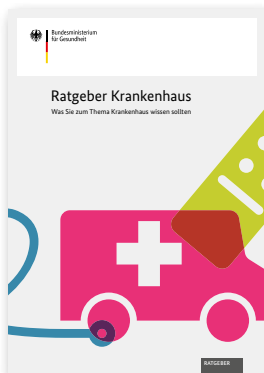 Bundesministerium
für Gesundheit
Ratgeber Krankenhaus
Was Sie zum Thema Krankenhaus wissen sollten
RATGEBER